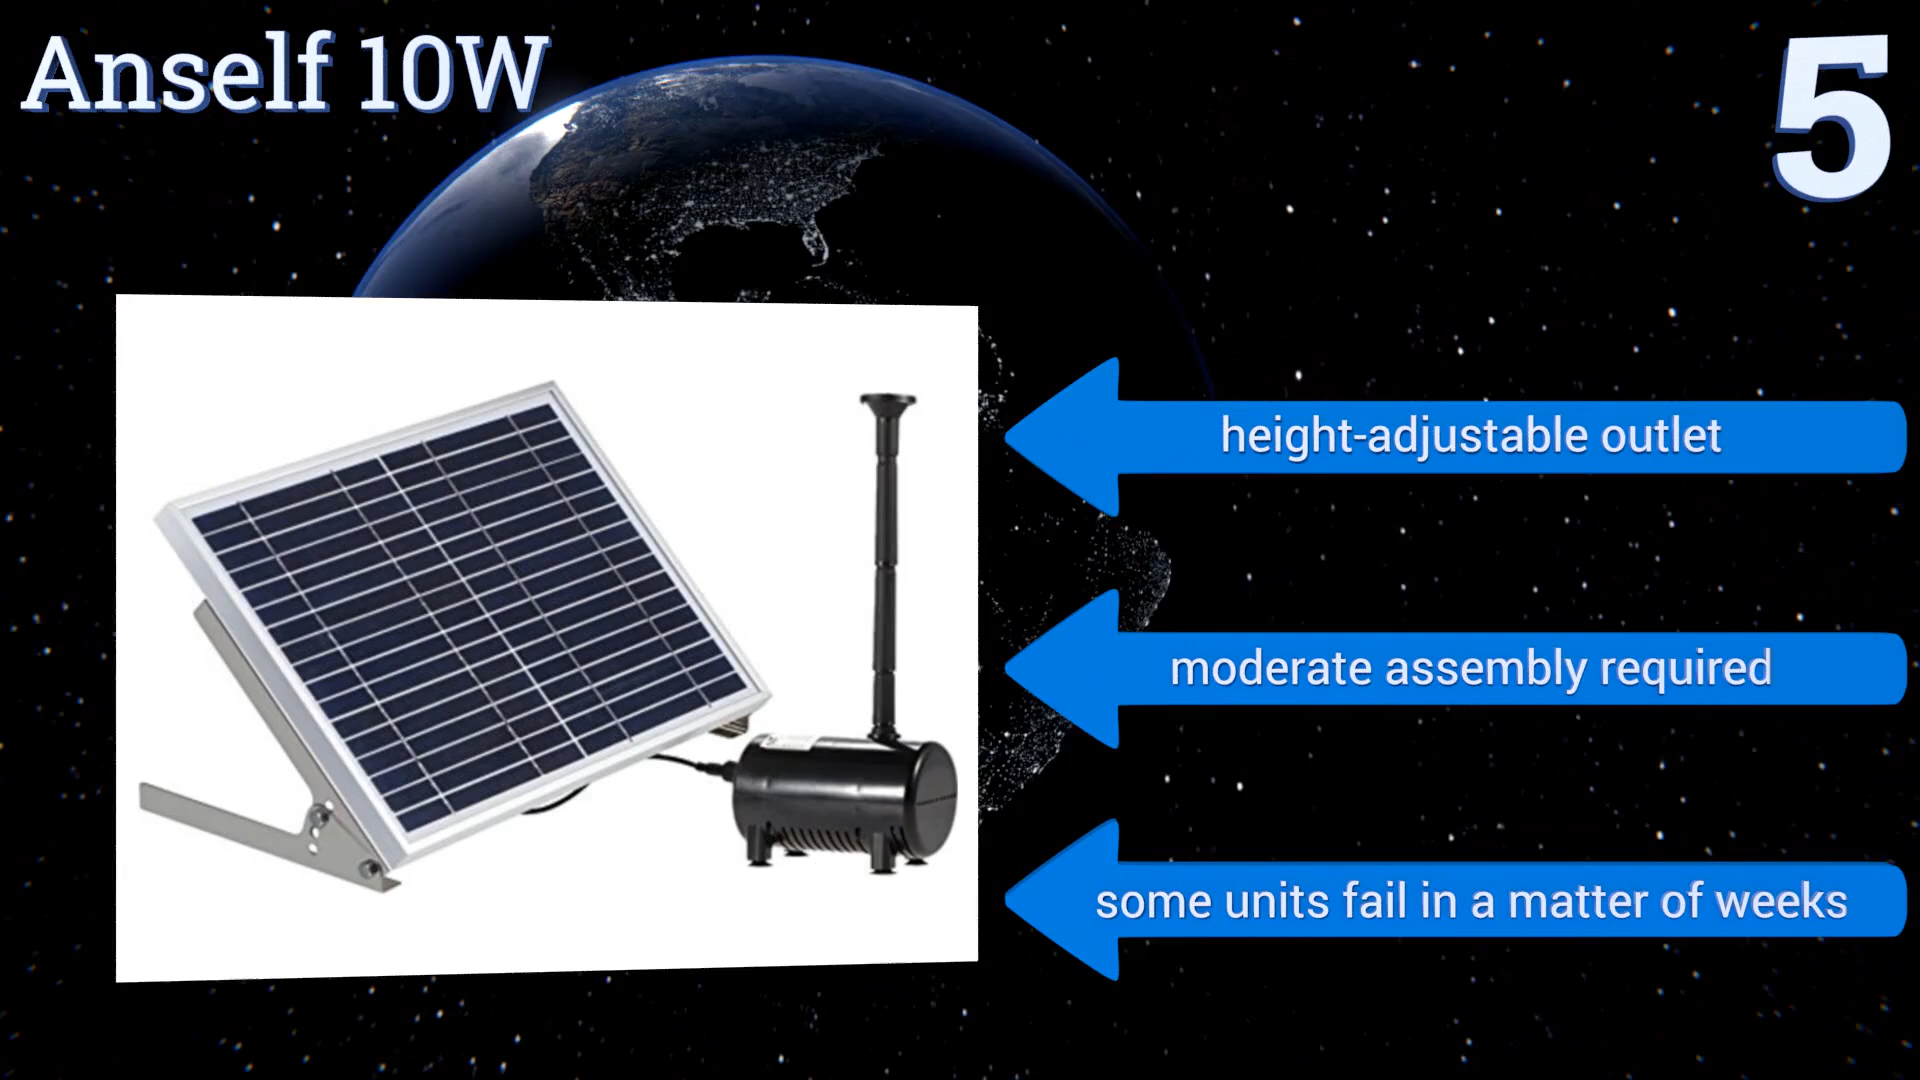 Anself 10W
5
height-adjustable outlet
moderate assembly required
some units fail in a matter of weeks